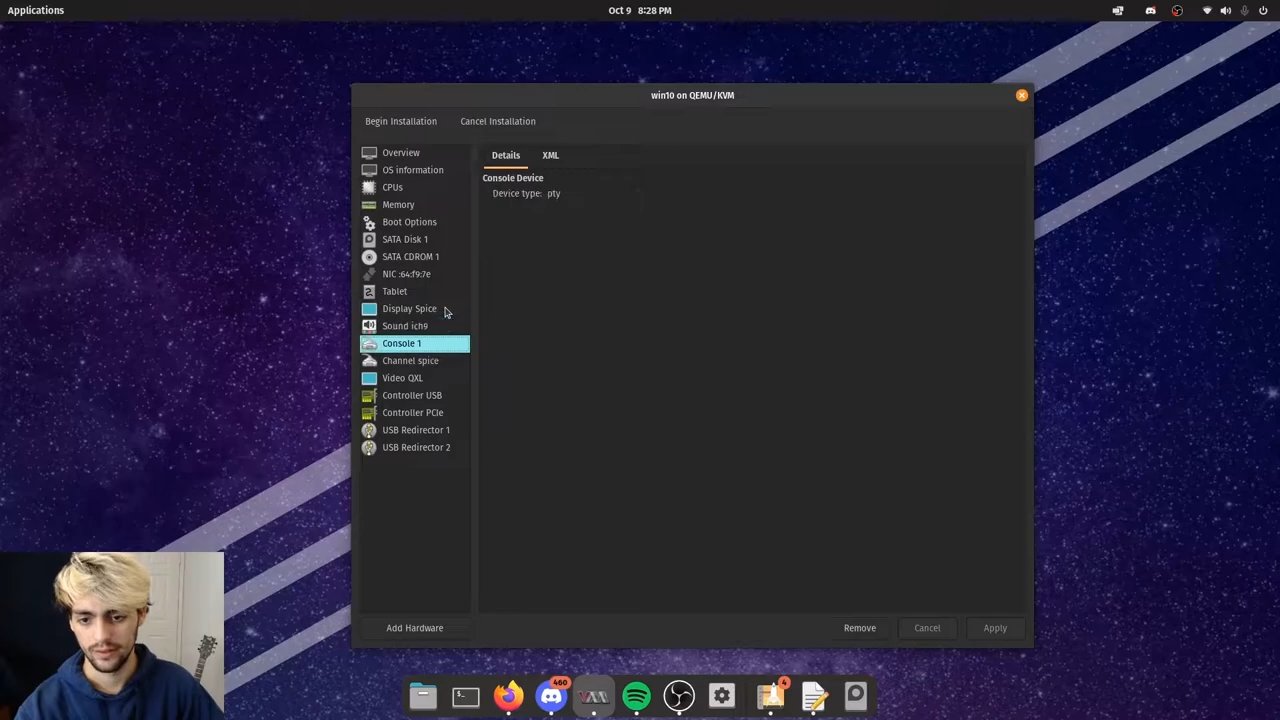 Applications
Oct 9 8:28 PM
win10 on QEMU/KVM
Begin Installation
Cancel Installation
Overview
OS information
CPUs
Memory
Boot Options
SATA Disk 1
SATA CDROM 1
NIC :64:f9:7e
Tablet
Display Spice
Sound ich9
Console 1
Channel spice
Video QXL
Controller USB
Controller PCIe
USB Redirector 1
USB Redirector 2
Details
XML
Console Device
Device type: pty
Add Hardware
Remove
Cancel
Apply
460
4